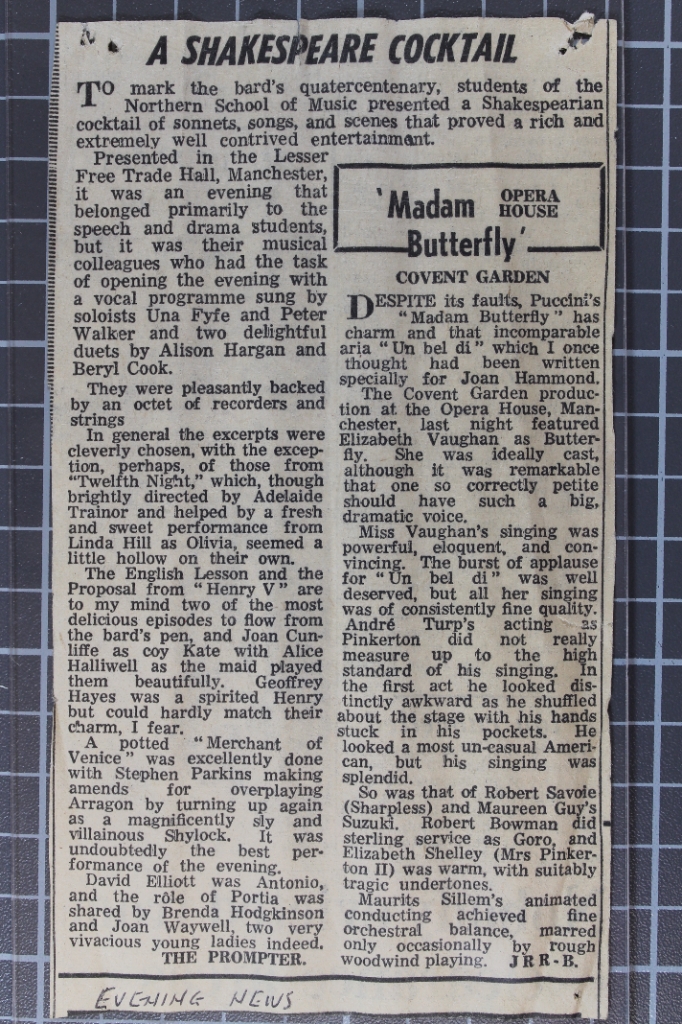 A SHAKESPEARE COCKTAIL
TO mark the bard's quatercentenary, students of the
Northern School of Music presented a Shakespearian
cocktail of sonnets, songs, and scenes that proved a rich and
extremely well contrived entertainment.
Presented in the Lesser
Free Trade Hall, Manchester,
it was an evening that
belonged primarily to the
speech and drama students,
but it was their musical
colleagues who had the task
of opening the evening with
a vocal programme sung by
soloists Una Fyfe and Peter
Walker and two delightful
duets by Alison Hargan and
Beryl Cook.
They were pleasantly backed
by an octet of recorders and
strings
In general the excerpts were
cleverly chosen, with the excep-
tion, perhaps, of those from
"Twelfth Night," which, though
brightly directed by Adelaide
Trainor and helped by a fresh
and sweet performance from
Linda Hill as Olivia, seemed a
little hollow on their own.
The English Lesson and the
Proposal from "Henry V" are
to my mind two of the most
delicious episodes to flow from
the bard's pen, and Joan Cun-
liffe as coy Kate with Alice
Halliwell as the maid played
them beautifully. Geoffrey
Hayes was a spirited Henry
but could hardly match their
charm, I fear.
A potted "Merchant of
Venice" was excellently done
with Stephen Parkins making
amends for overplaying
Arragon by turning up again
as a magnificently sly and
villainous Shylock. It was
undoubtedly the best per-
formance of the evening.
David Elliott was Antonio,
and the rôle of Portia was
shared by Brenda Hodgkinson
and Joan Waywell, two very
vivacious young ladies indeed.
THE PROMPTER.
'Madam OPERA HOUSE
Butterfly'
COVENT GARDEN
DESPITE its faults, Puccini's
"Madam Butterfly" has
charm and that incomparable
aria "Un bel di" which I once
thought had been written
specially for Joan Hammond.
The Covent Garden produc-
tion at the Opera House, Man-
chester, last night featured
Elizabeth Vaughan as Butter-
fly. She was ideally cast,
although it was remarkable
that one so correctly petite
should have such a big,
dramatic voice.
Miss Vaughan's singing was
powerful, eloquent, and con-
vincing. The burst of applause
for "Un bel di" was well
deserved, but all her singing
was of consistently fine quality.
André Turp's acting as
Pinkerton did not really
measure up to the high
standard of his singing. In
the first act he looked dis-
tinctly awkward as he shuffled
about the stage with his hands
stuck in his pockets. He
looked a most un-casual Ameri-
can, but his singing was
splendid.
So was that of Robert Savoie
(Sharpless) and Maureen Guy's
Suzuki. Robert Bowman did
sterling service as Goro, and
Elizabeth Shelley (Mrs Pinker-
ton II) was warm, with suitably
tragic undertones.
Maurits Sillem's animated
conducting achieved fine
orchestral balance, marred
only occasionally by rough
woodwind playing. J R R - B.
EVENING NEWS